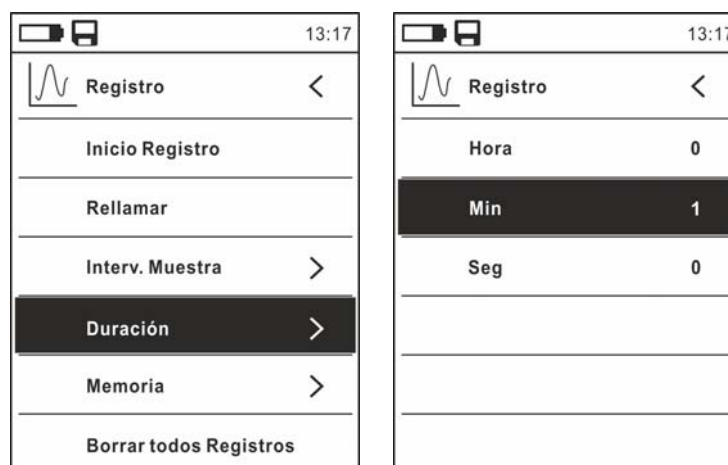 13:17
Registro
Inicio Registro
Rellamar
Interv. Muestra
Duración
Memoria
Borrar todos Registros
13:17
Registro
Hora 0
Min 1
Seg 0